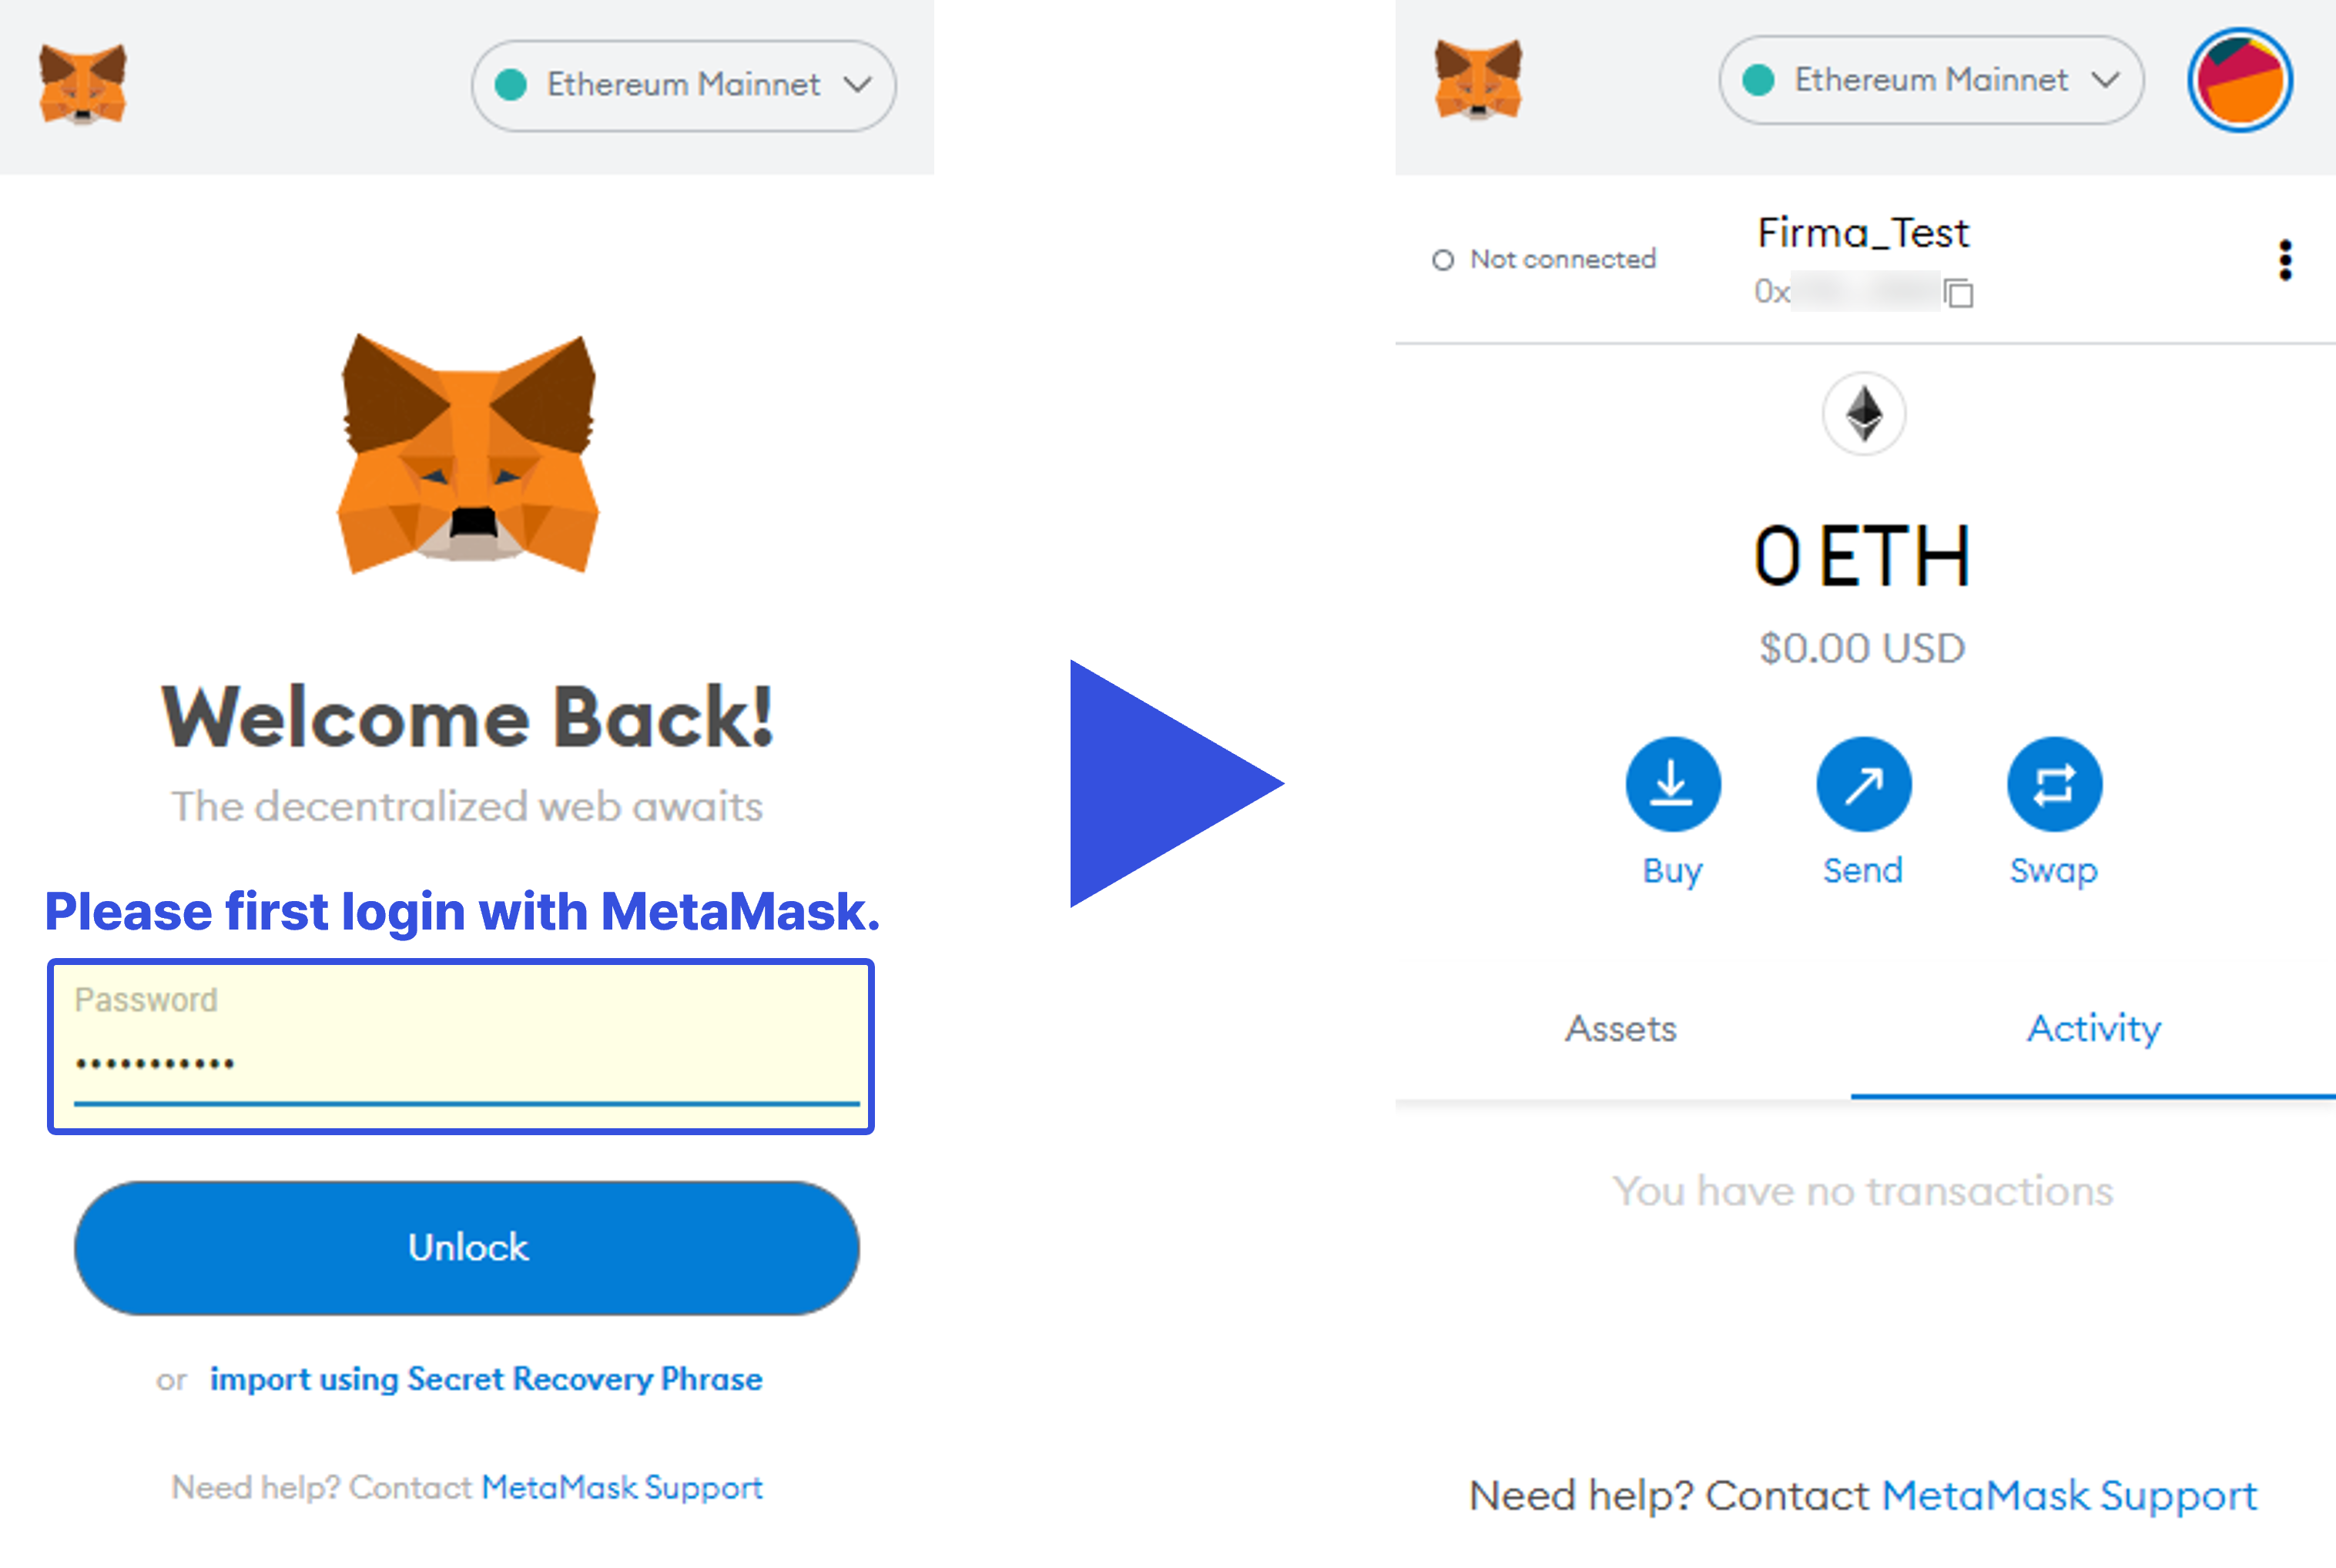 Ethereum Mainnet
Welcome Back!
The decentralized web awaits
Please first login with MetaMask.
Password
•••••••••••
Unlock
or import using Secret Recovery Phrase
Need help? Contact MetaMask Support
Ethereum Mainnet
Not connected
Firma_Test
0x
0 ETH
$0.00 USD
Buy Send Swap
Assets Activity
You have no transactions
Need help? Contact MetaMask Support